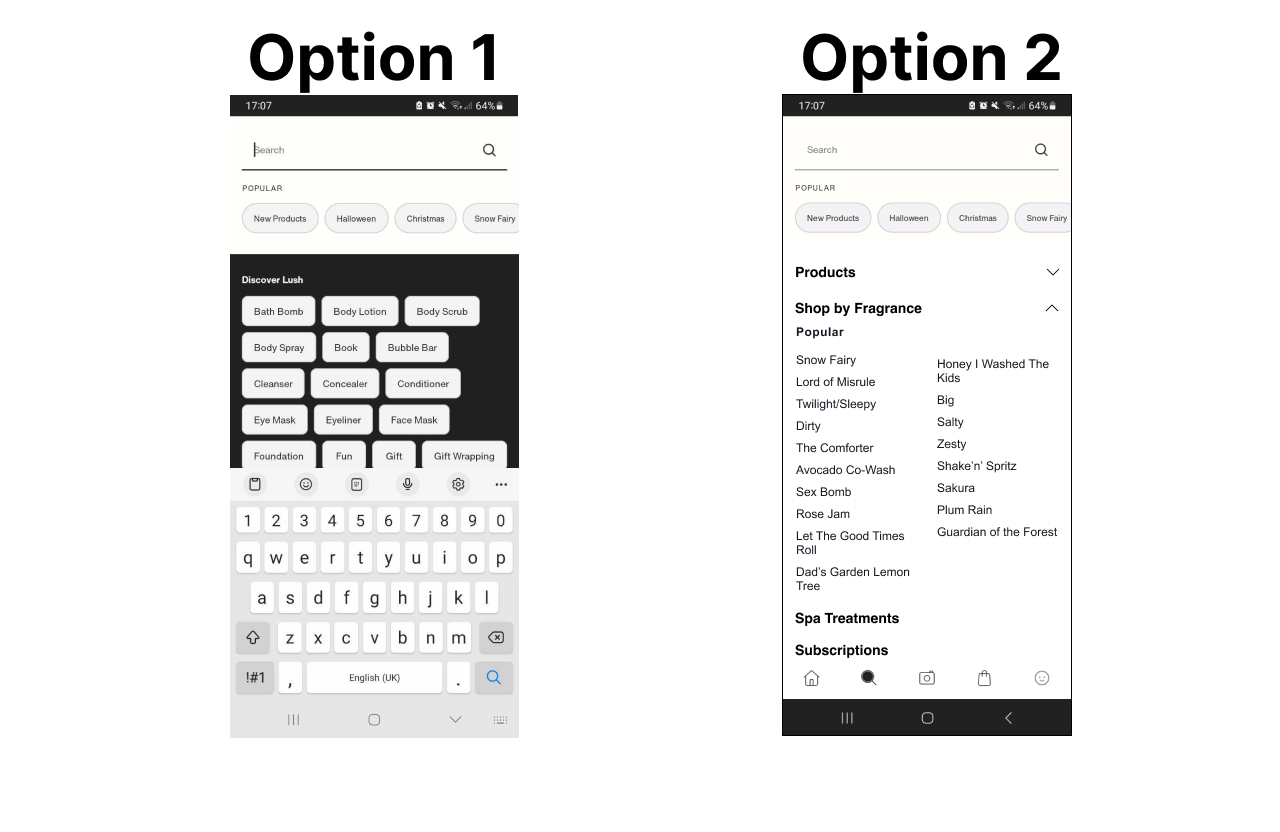 Option 1
17:07 64%
Search
POPULAR
New Products Halloween Christmas Snow Fairy
Discover Lush
Bath Bomb Body Lotion Body Scrub
Body Spray Book Bubble Bar
Cleanser Concealer Conditioner
Eye Mask Eyeliner Face Mask
Foundation Fun Gift Gift Wrapping
1 2 3 4 5 6 7 8 9 0
q w e r t y u i o p
a s d f g h j k l
z x c v b n m
!#1 , English (UK) .
Option 2
17:07 64%
Search
POPULAR
New Products Halloween Christmas Snow Fairy
Products
Shop by Fragrance
Popular
Snow Fairy
Lord of Misrule
Twilight/Sleepy
Dirty
The Comforter
Avocado Co-Wash
Sex Bomb
Rose Jam
Let The Good Times
Roll
Dad's Garden Lemon
Tree
Honey I Washed The
Kids
Big
Salty
Zesty
Shake'n' Spritz
Sakura
Plum Rain
Guardian of the Forest
Spa Treatments
Subscriptions